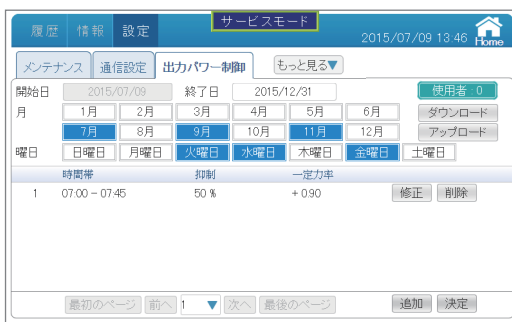 サービスモード
履歴 情報 設定 2015/07/09 13:46 Home
メンテナンス 通信設定 出力パワー制御 もっと見る▼
開始日 2015/07/09 終了日 2015/12/31 使用者 : 0
月 1月 2月 3月 4月 5月 6月 ダウンロード
7月 8月 9月 10月 11月 12月 アップロード
曜日 日曜日 月曜日 火曜日 水曜日 木曜日 金曜日 土曜日
時間帯 抑制 一定力率
1 07:00 - 07:45 50 % + 0.90 修正 削除
最初のページ 前へ 1 ▼ 次へ 最後のページ 追加 決定